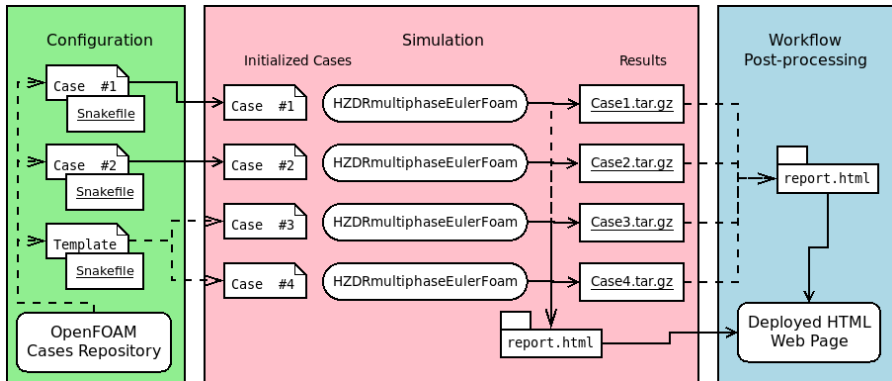 Configuration
Case  #1
Snakefile
Case  #2
Snakefile
Template
Snakefile
OpenFOAM
Cases Repository
Simulation
Initialized Cases
Results
Case  #1
HZDRmultiphaseEulerFoam
Case1.tar.gz
Case  #2
HZDRmultiphaseEulerFoam
Case2.tar.gz
Case  #3
HZDRmultiphaseEulerFoam
Case3.tar.gz
Case  #4
HZDRmultiphaseEulerFoam
Case4.tar.gz
report.html
Workflow
Post-processing
report.html
Deployed HTML
Web Page